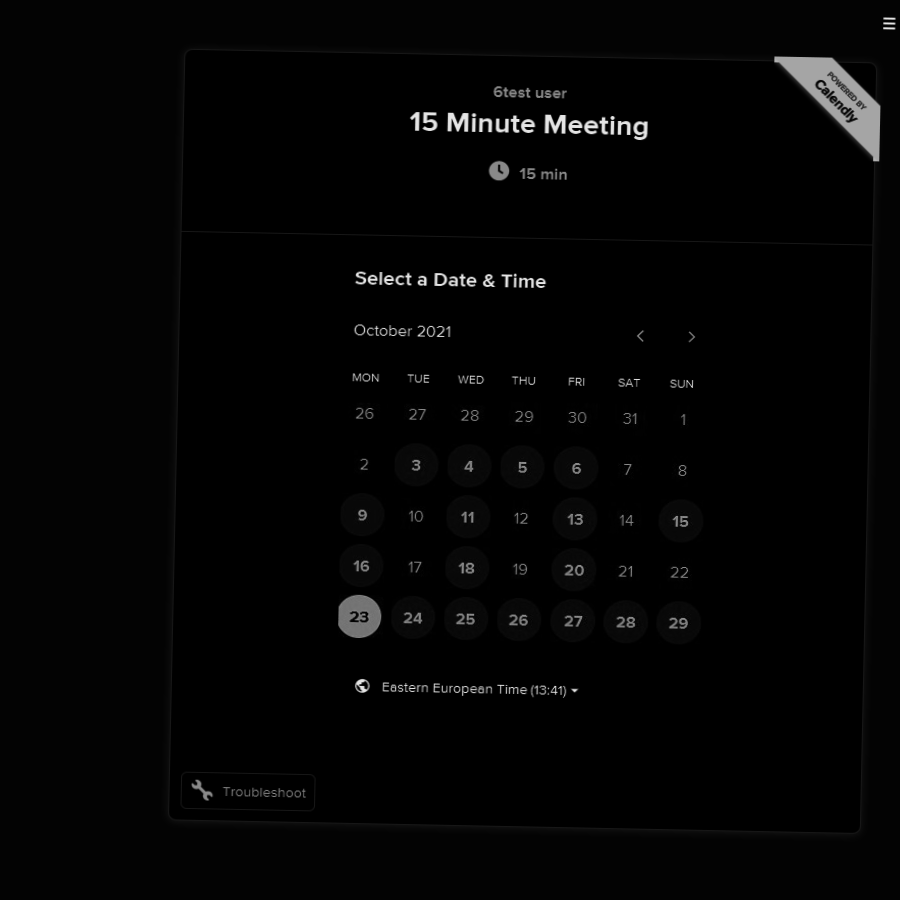 POWERED BY
Calendly
6test user
15 Minute Meeting
15 min
Select a Date & Time
October 2021
MON TUE WED THU FRI SAT SUN
26 27 28 29 30 31 1
2 3 4 5 6 7 8
9 10 11 12 13 14 15
16 17 18 19 20 21 22
23 24 25 26 27 28 29
Eastern European Time (13:41)
Troubleshoot